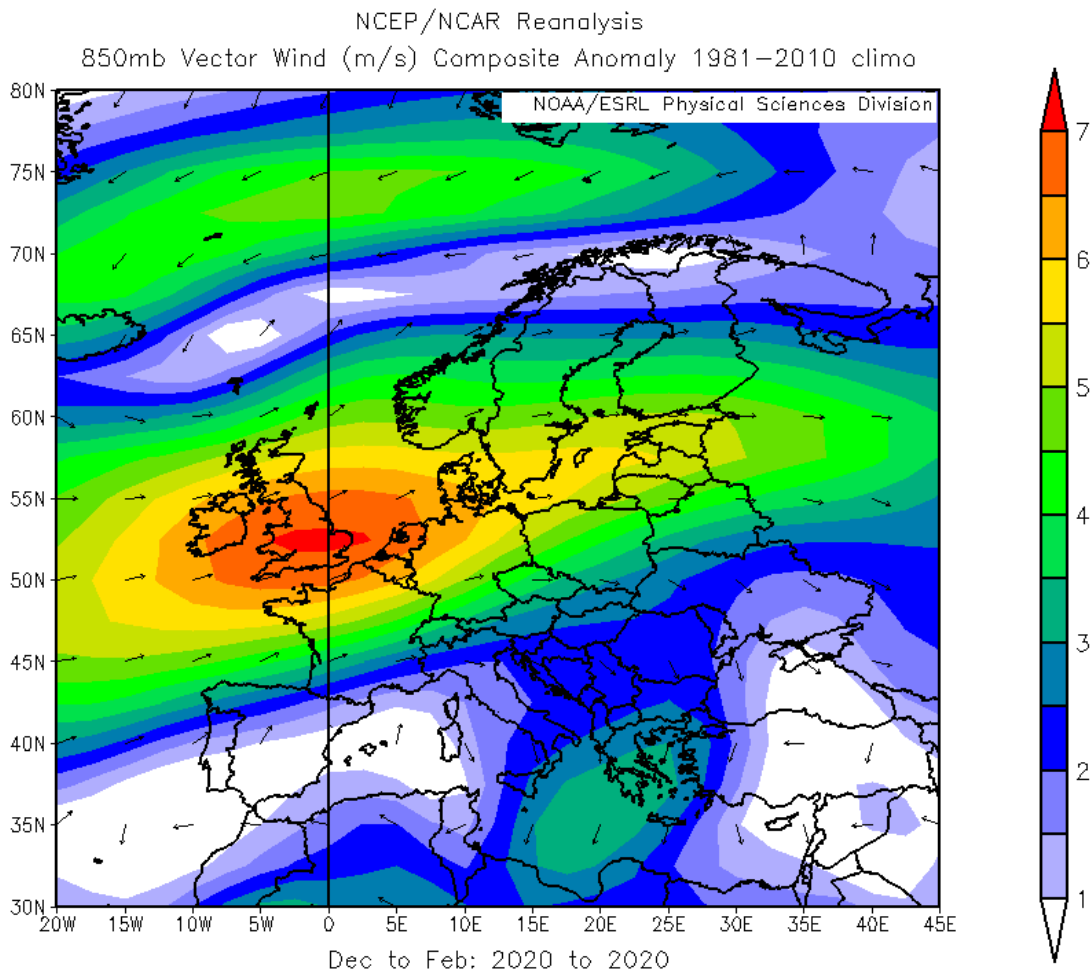 NCEP/NCAR Reanalysis
850mb Vector Wind (m/s) Composite Anomaly 1981−2010 climo
NOAA/ESRL Physical Sciences Division
80N
75N
70N
65N
60N
55N
50N
45N
40N
35N
30N
20W 15W 10W 5W 0 5E 10E 15E 20E 25E 30E 35E 40E 45E
7
6
5
4
3
2
1
Dec to Feb: 2020 to 2020